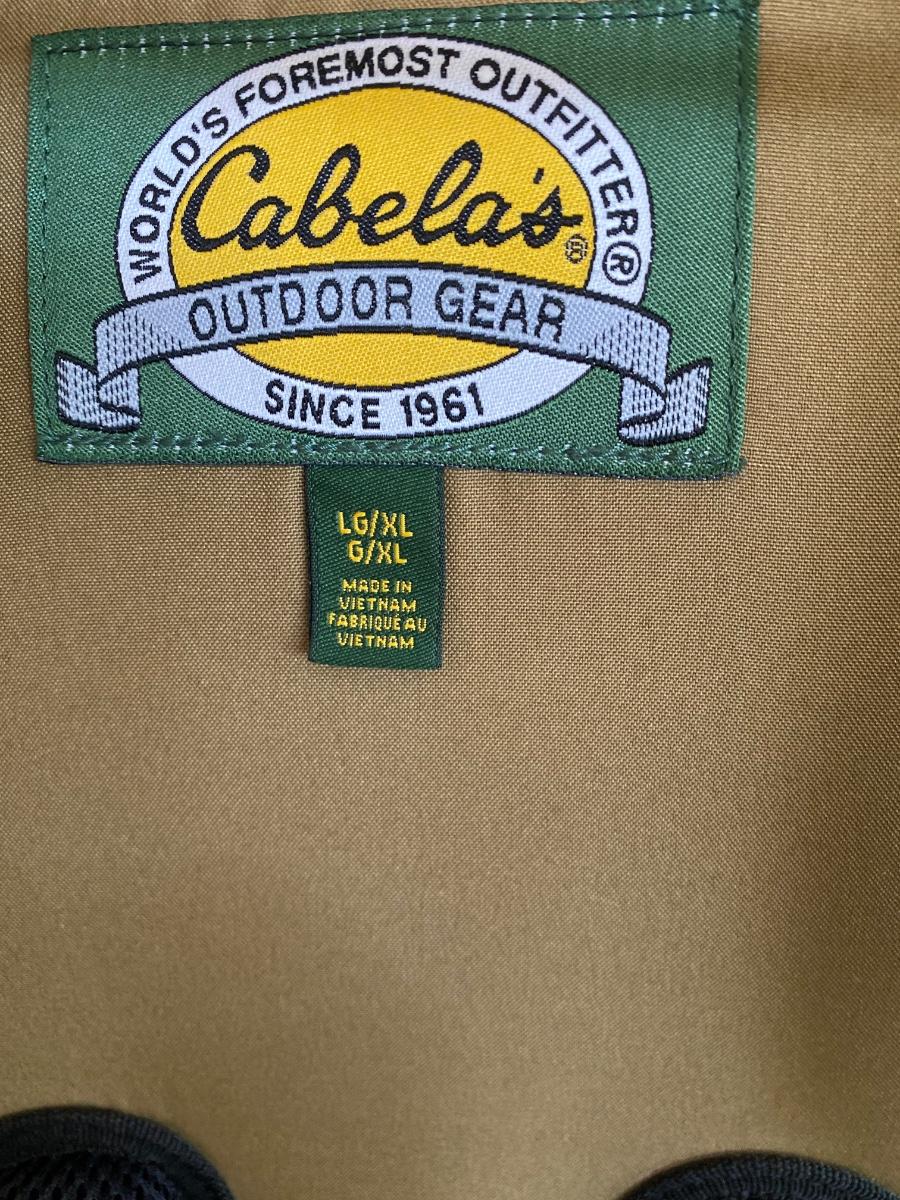 WORLD'S FOREMOST OUTFITTER®
Cabela's®
OUTDOOR GEAR
SINCE 1961
LG/XL
G/XL
MADE IN
VIETNAM
FABRIQUÉ AU
VIETNAM